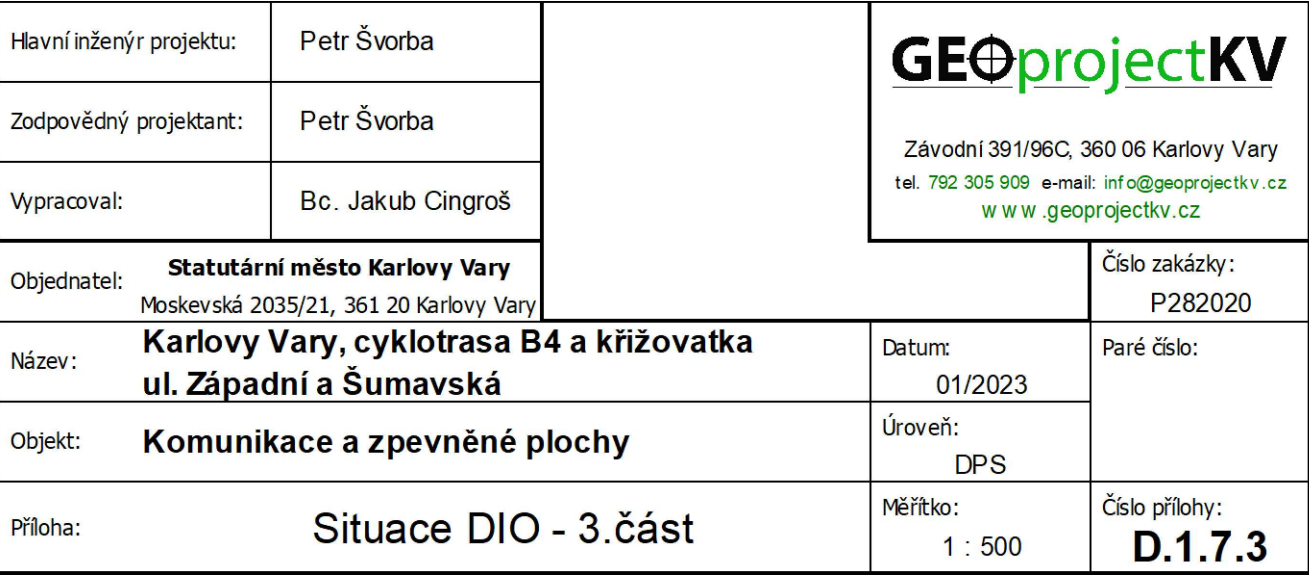 Hlavní inženýr projektu:
Petr Švorba
GEOprojectKV
Zodpovědný projektant:
Petr Švorba
Závodní 391/96C, 360 06 Karlovy Vary
tel. 792 305 909 e-mail: info@geoprojectkv.cz
www.geoprojectkv.cz
Vypracoval:
Bc. Jakub Cingroš
Objednatel:
Statutární město Karlovy Vary
Moskevská 2035/21, 361 20 Karlovy Vary
Číslo zakázky:
P282020
Název:
Karlovy Vary, cyklotrasa B4 a křižovatka
ul. Západní a Šumavská
Datum:
01/2023
Paré číslo:
Objekt:
Komunikace a zpevněné plochy
Úroveň:
DPS
Příloha:
Situace DIO - 3.část
Měřítko:
1 : 500
Číslo přílohy:
D.1.7.3